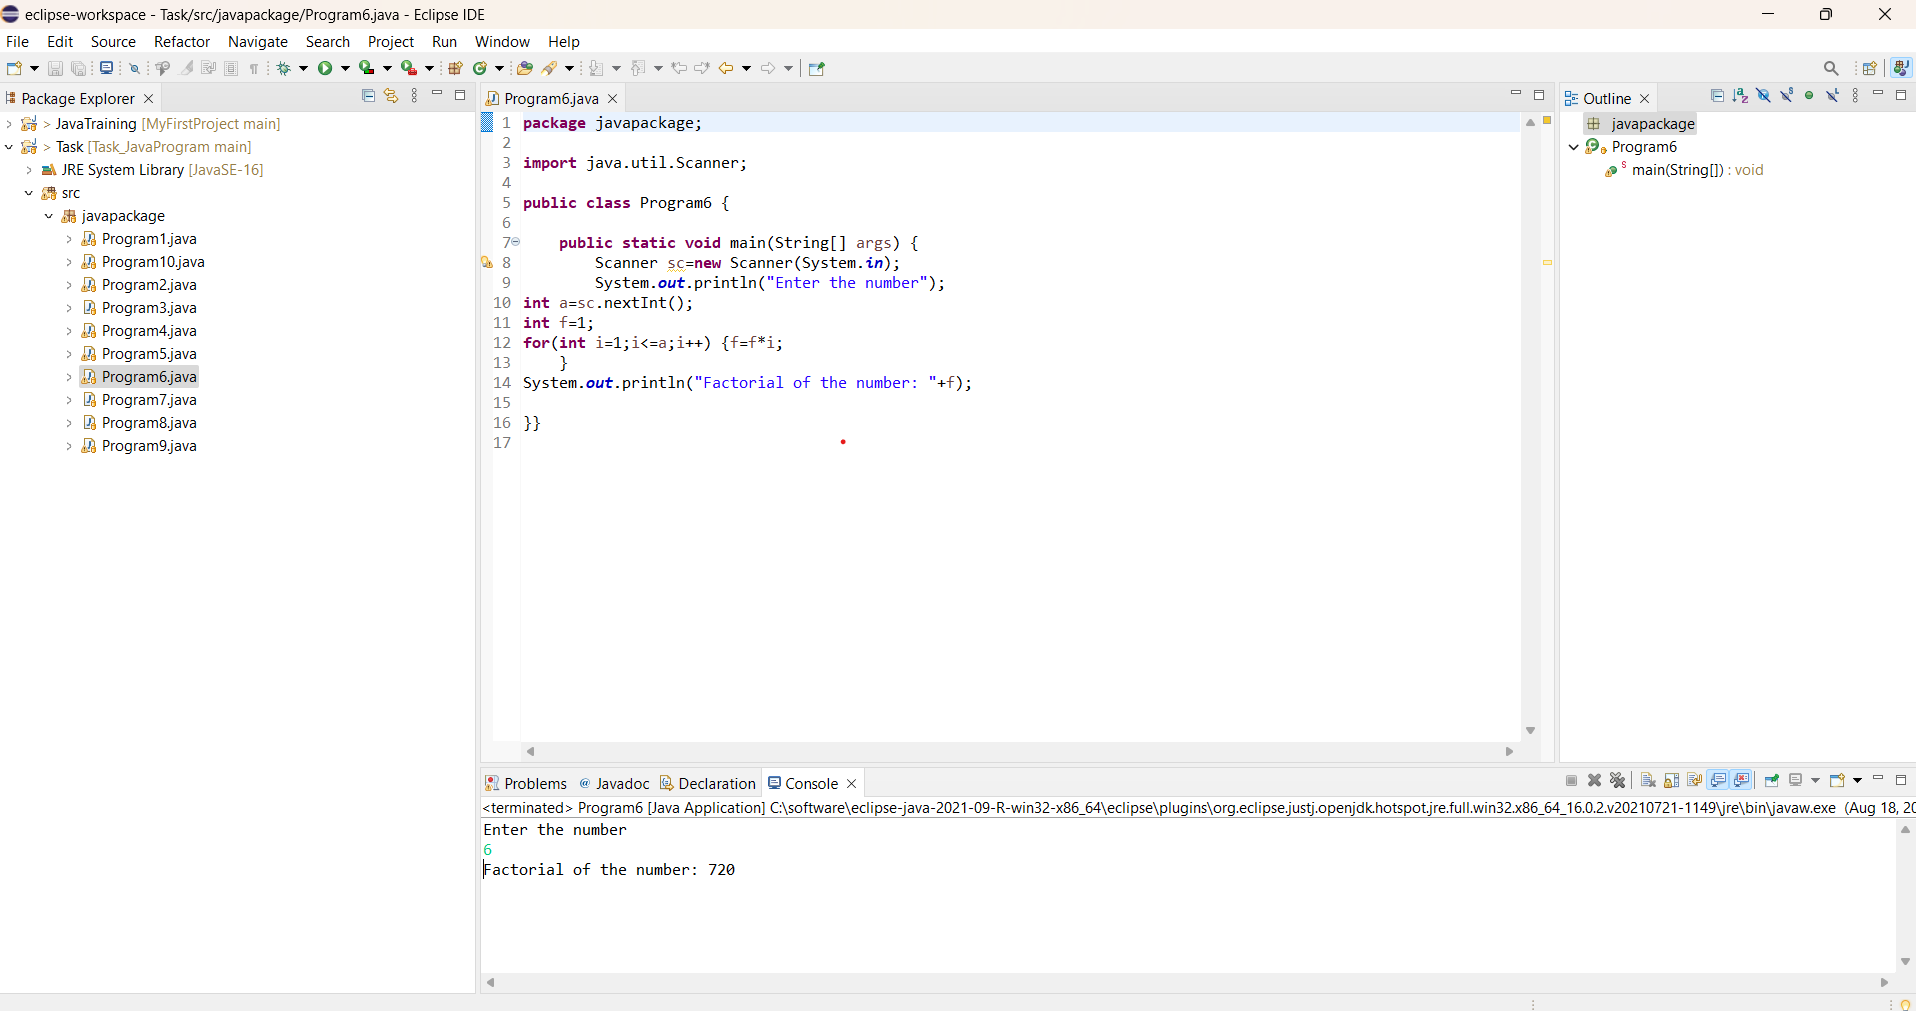 eclipse-workspace - Task/src/javapackage/Program6.java - Eclipse IDE
File Edit Source Refactor Navigate Search Project Run Window Help
Package Explorer
> JavaTraining [MyFirstProject main]
> Task [Task_JavaProgram main]
JRE System Library [JavaSE-16]
src
javapackage
Program1.java
Program10.java
Program2.java
Program3.java
Program4.java
Program5.java
Program6.java
Program7.java
Program8.java
Program9.java
Program6.java
1 package javapackage;
2
3 import java.util.Scanner;
4
5 public class Program6 {
6
7     public static void main(String[] args) {
8         Scanner sc=new Scanner(System.in);
9         System.out.println("Enter the number");
10 int a=sc.nextInt();
11 int f=1;
12 for(int i=1;i<=a;i++) {f=f*i;
13     }
14 System.out.println("Factorial of the number: "+f);
15
16 }}
17
Outline
javapackage
Program6
main(String[]) : void
Problems @ Javadoc Declaration Console
<terminated> Program6 [Java Application] C:\software\eclipse-java-2021-09-R-win32-x86_64\eclipse\plugins\org.eclipse.justj.openjdk.hotspot.jre.full.win32.x86_64_16.0.2.v20210721-1149\jre\bin\javaw.exe (Aug 18, 20
Enter the number
6
Factorial of the number: 720